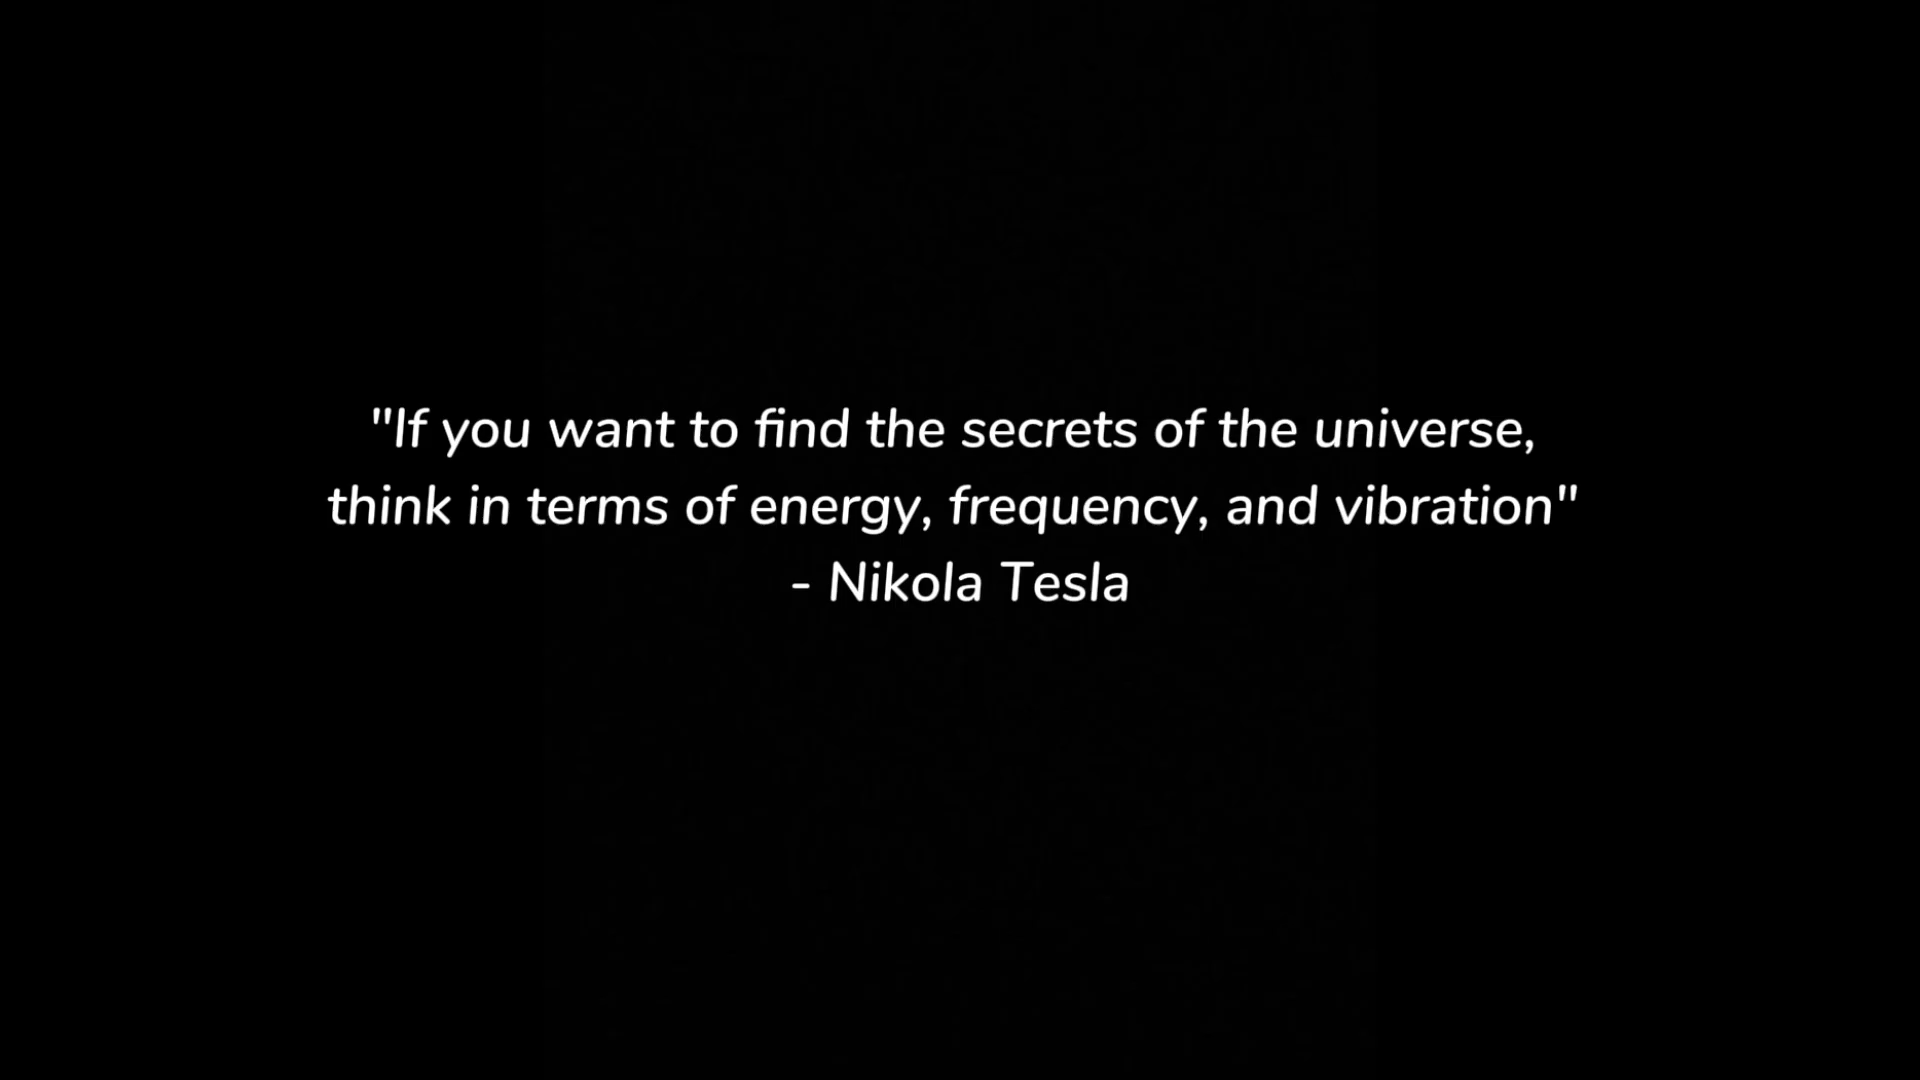 "If you want to find the secrets of the universe,
think in terms of energy, frequency, and vibration"
- Nikola Tesla